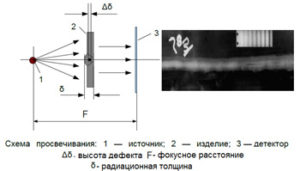 Δδ
3
1
2
δ
F
Схема просвечивания: 1 — источник; 2 — изделие; 3 — детектор
Δδ- высота дефекта F- фокусное расстояние
δ- радиационная толщина